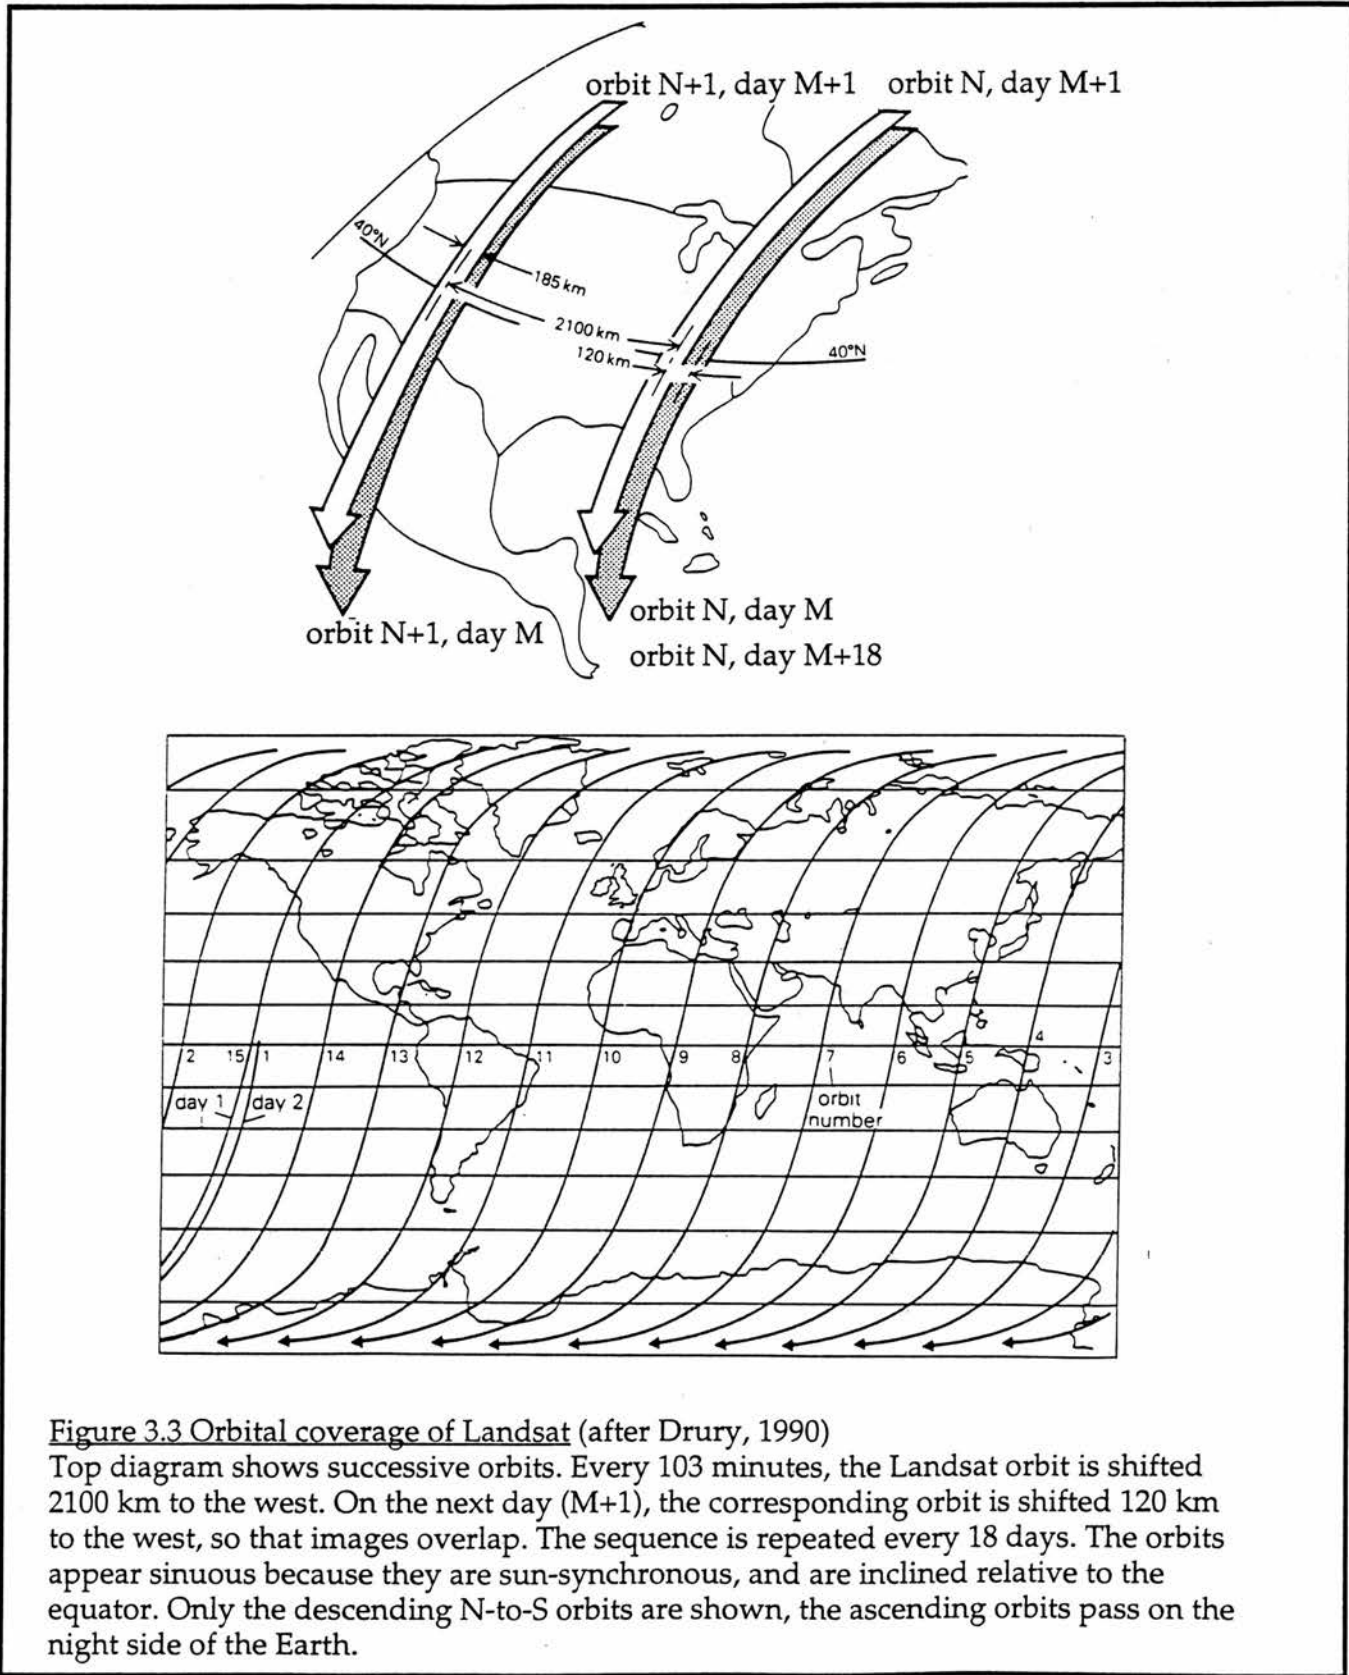 orbit N+1, day M+1 orbit N, day M+1
40°N
185 km
2100 km
120 km
40°N
orbit N+1, day M
orbit N, day M
orbit N, day M+18
2 15 1 14 13 12 11 10 9 8 7 6 5 4 3
day 1 day 2
orbit
number
Figure 3.3 Orbital coverage of Landsat (after Drury, 1990)
Top diagram shows successive orbits. Every 103 minutes, the Landsat orbit is shifted
2100 km to the west. On the next day (M+1), the corresponding orbit is shifted 120 km
to the west, so that images overlap. The sequence is repeated every 18 days. The orbits
appear sinuous because they are sun-synchronous, and are inclined relative to the
equator. Only the descending N-to-S orbits are shown, the ascending orbits pass on the
night side of the Earth.